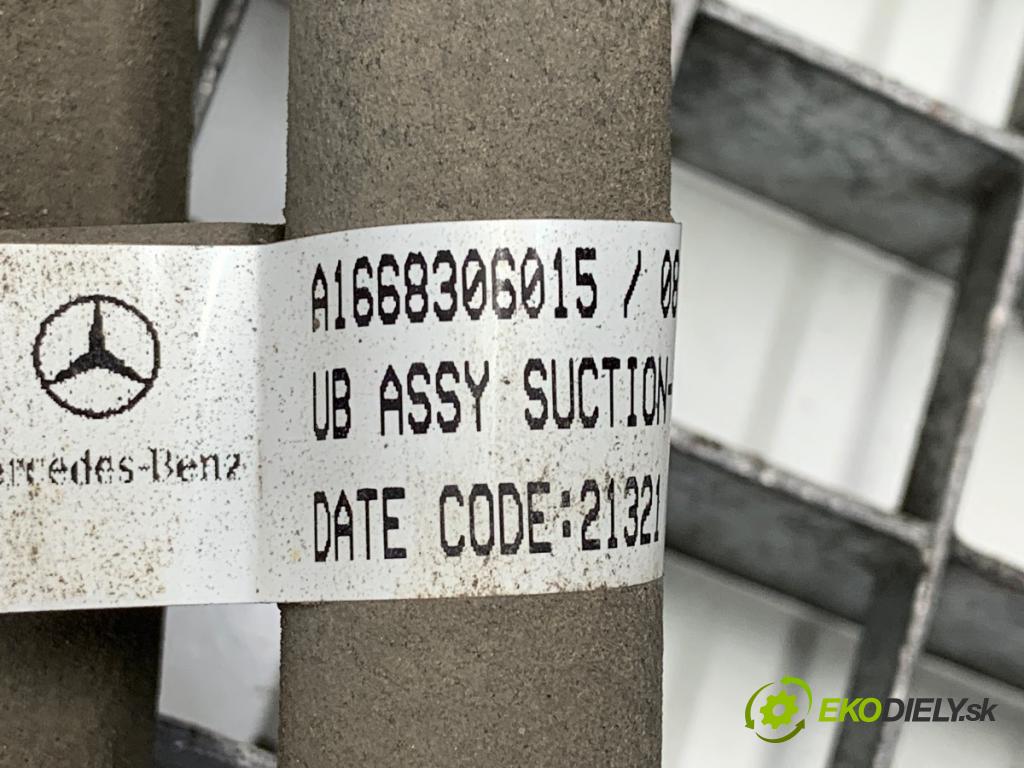 A1668306015 / 08
UB ASSY SUCTION-
DATE CODE:21321
ercedes-Benz
EKODIELY.sk